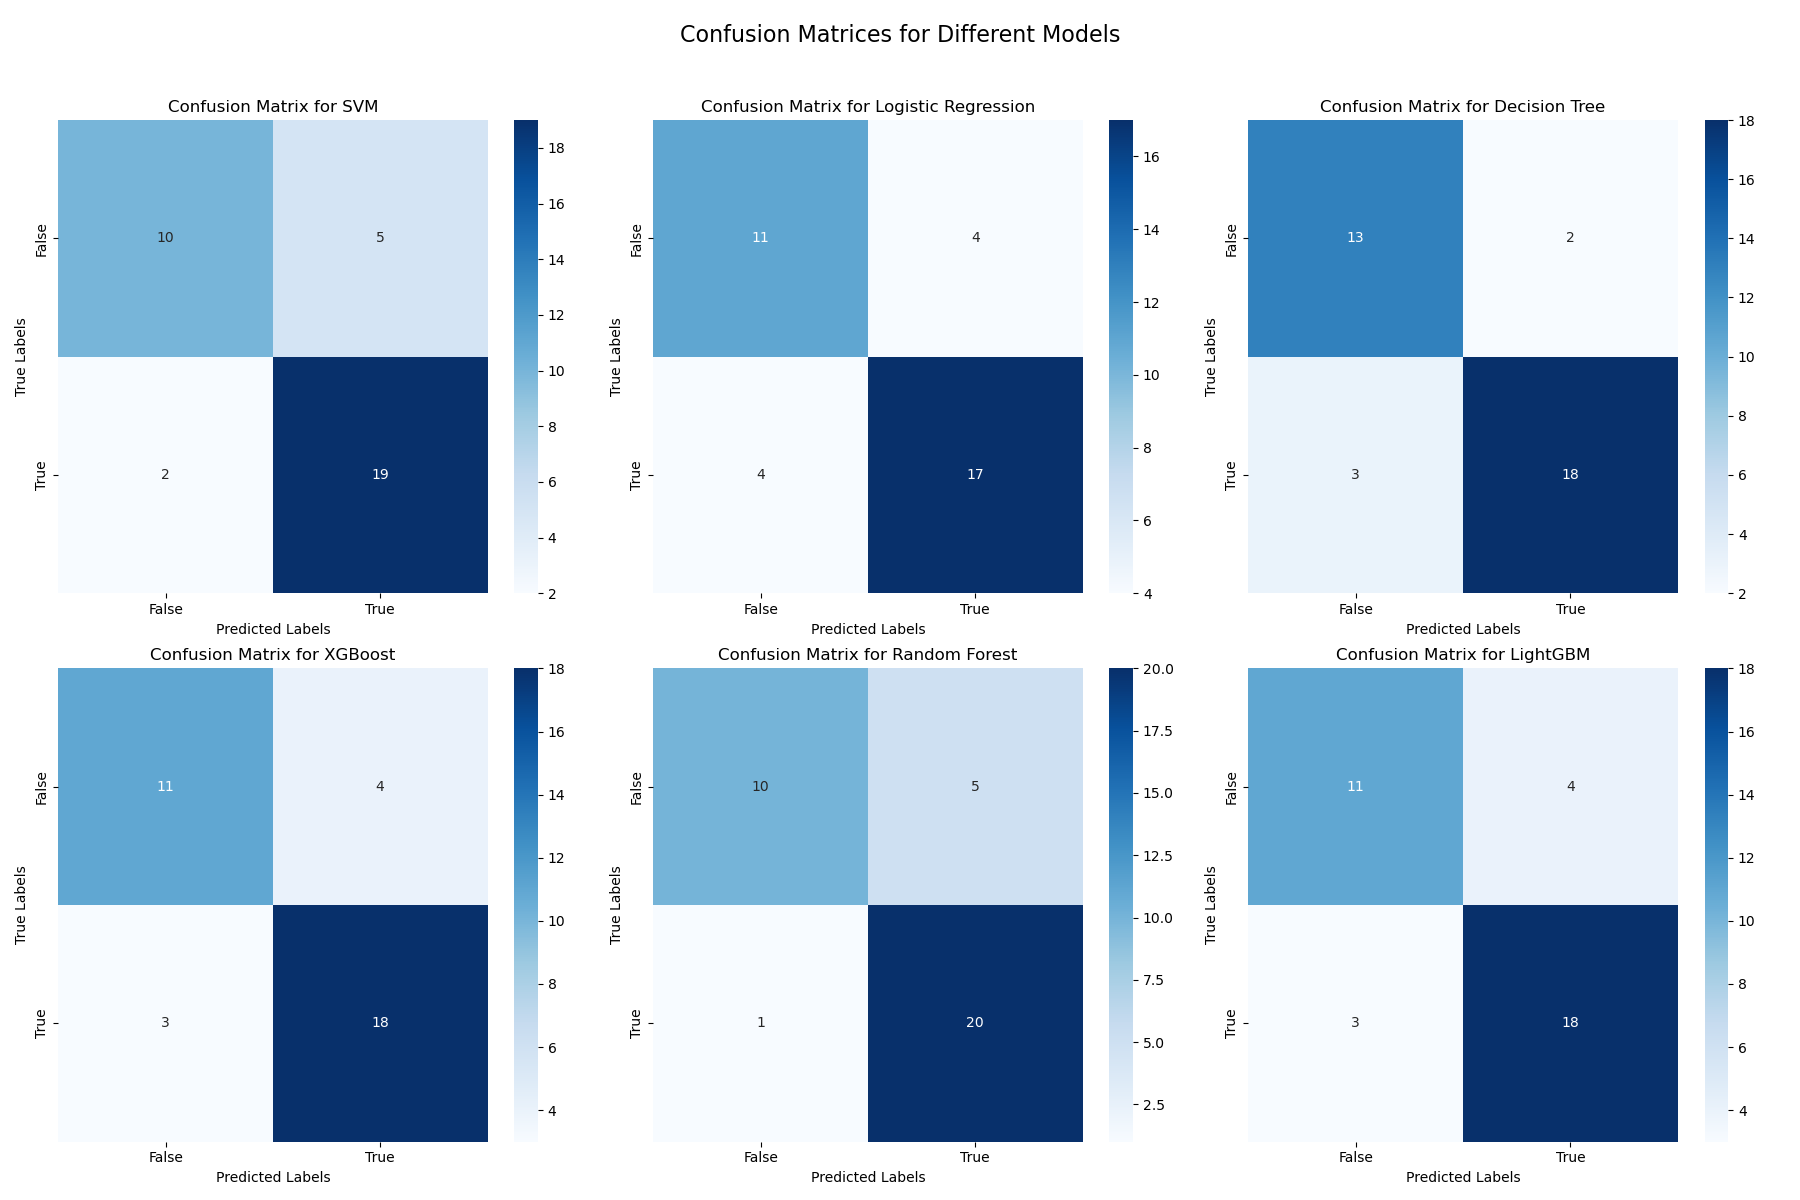 Confusion Matrices for Different Models
Confusion Matrix for SVM
True Labels
False
True
10
5
2
19
False
True
Predicted Labels
18
16
14
12
10
8
6
4
2
Confusion Matrix for Logistic Regression
True Labels
False
True
11
4
4
17
False
True
Predicted Labels
16
14
12
10
8
6
4
Confusion Matrix for Decision Tree
True Labels
False
True
13
2
3
18
False
True
Predicted Labels
18
16
14
12
10
8
6
4
2
Confusion Matrix for XGBoost
True Labels
False
True
11
4
3
18
False
True
Predicted Labels
18
16
14
12
10
8
6
4
Confusion Matrix for Random Forest
True Labels
False
True
10
5
1
20
False
True
Predicted Labels
20.0
17.5
15.0
12.5
10.0
7.5
5.0
2.5
Confusion Matrix for LightGBM
True Labels
False
True
11
4
3
18
False
True
Predicted Labels
18
16
14
12
10
8
6
4